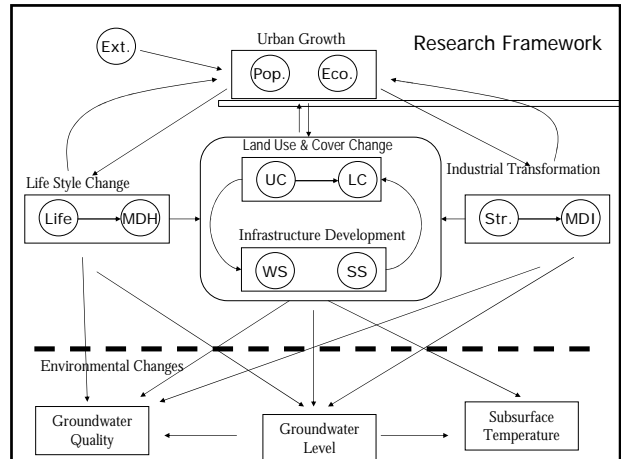 Research Framework
Ext.
Urban Growth
Pop.
Eco.
Land Use & Cover Change
UC
LC
Life Style Change
Life
MDH
Industrial Transformation
Str.
MDI
Infrastructure Development
WS
SS
Environmental Changes
Groundwater
Quality
Groundwater
Level
Subsurface
Temperature